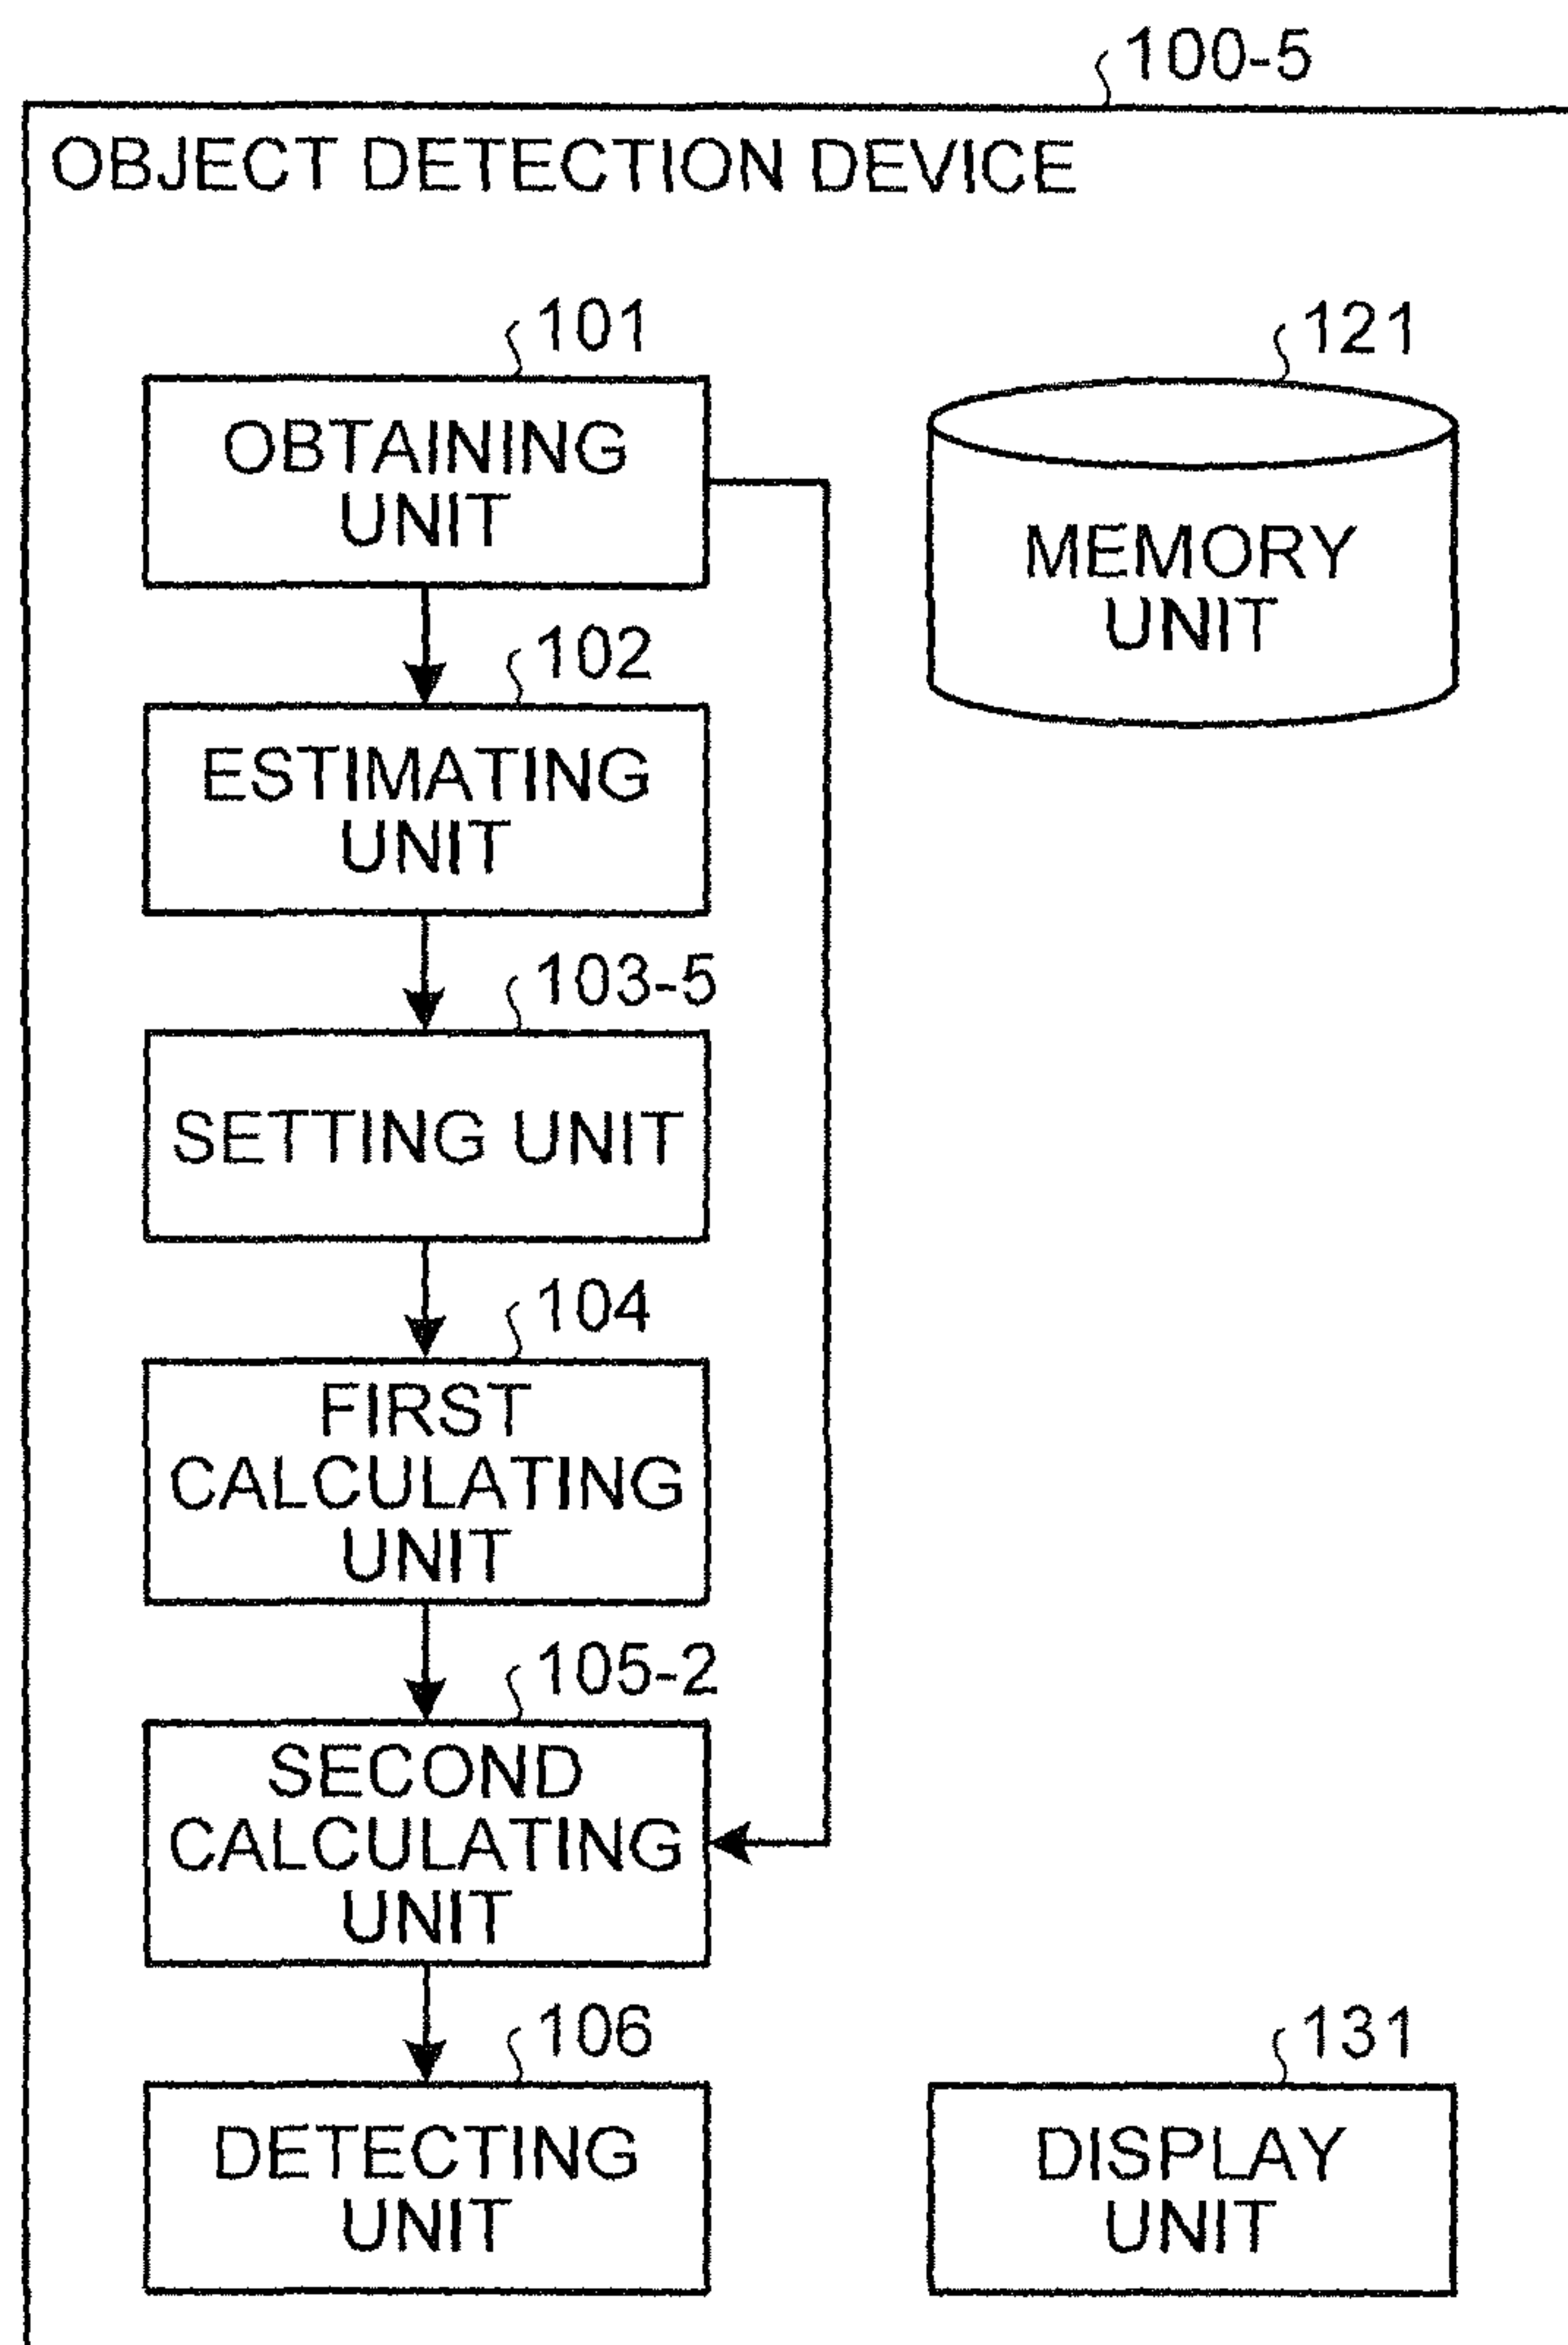 100-5
OBJECT DETECTION DEVICE
101
OBTAINING
UNIT
121
MEMORY
UNIT
102
ESTIMATING
UNIT
103-5
SETTING UNIT
104
FIRST
CALCULATING
UNIT
105-2
SECOND
CALCULATING
UNIT
106
DETECTING
UNIT
131
DISPLAY
UNIT